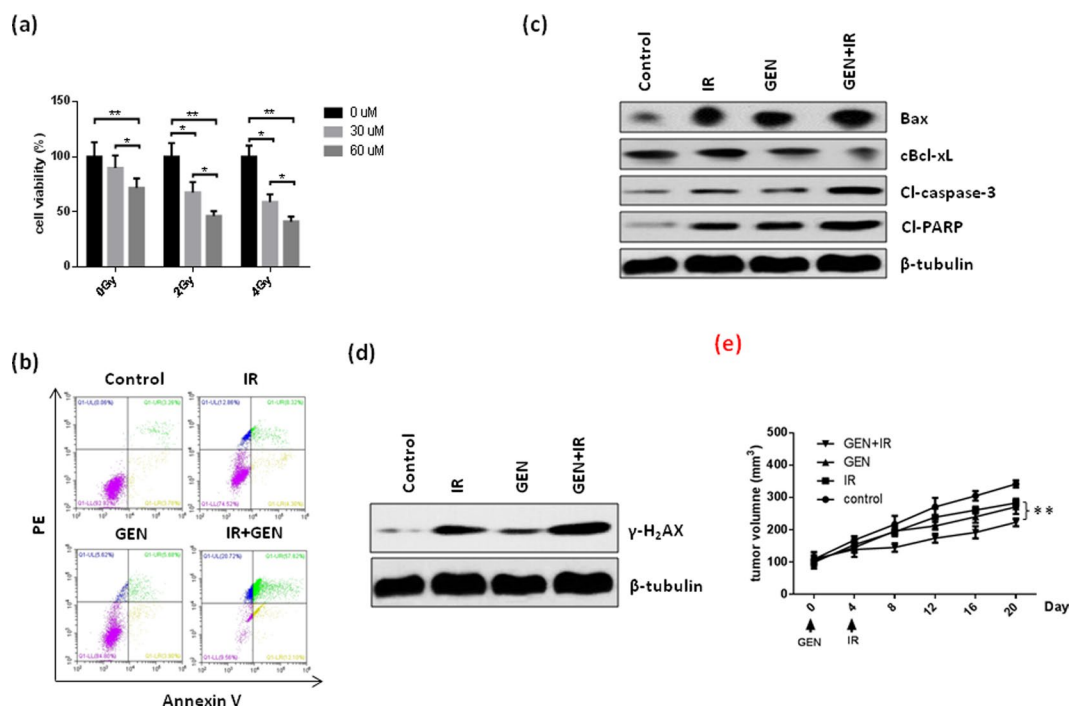 (a)
**
**
**
*
*
*
*
*
150
100
50
0
cell viability (%)
0Gy
2Gy
4Gy
0 uM
30 uM
60 uM
(b)
Control
IR
GEN
IR+GEN
PE
Annexin V
(c)
Control
IR
GEN
GEN+IR
Bax
cBcl-xL
Cl-caspase-3
Cl-PARP
β-tubulin
(d)
Control
IR
GEN
GEN+IR
γ-H₂AX
β-tubulin
(e)
500
400
300
200
100
0
tumor volumne (mm³)
GEN+IR
GEN
IR
control
**
0
4
8
12
16
20
Day
GEN
IR